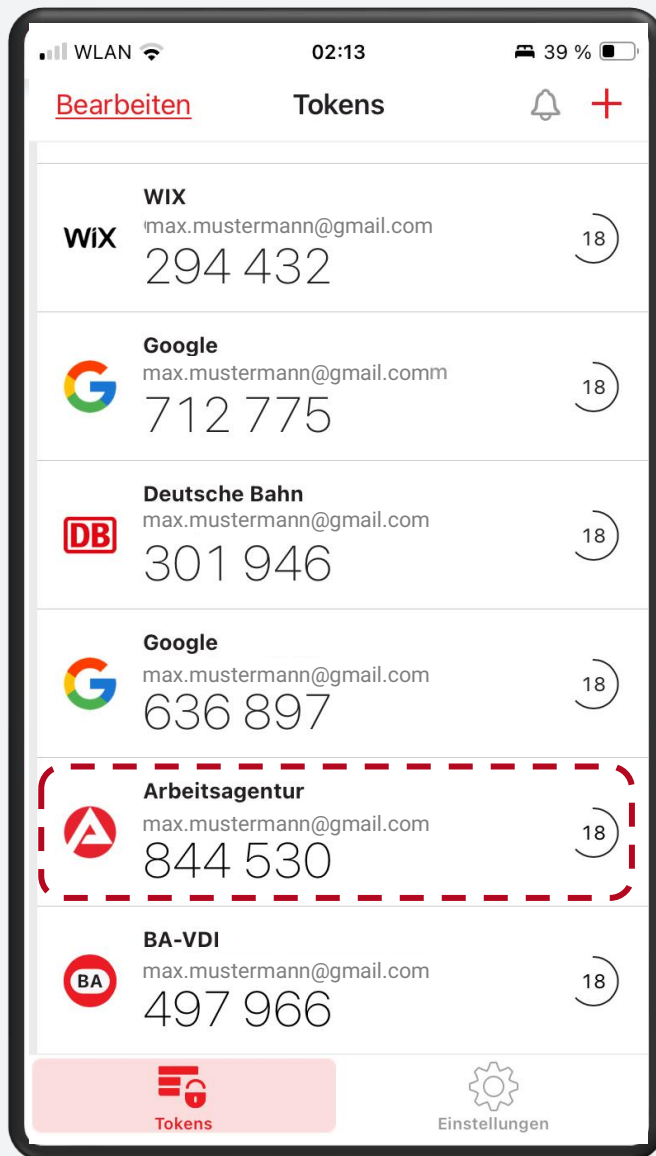 WLAN 02:13 39 %
Bearbeiten Tokens
WIX
max.mustermann@gmail.com
WiX 18
294 432
Google
max.mustermann@gmail.comm
18
712 775
Deutsche Bahn
max.mustermann@gmail.com
DB 18
301 946
Google
max.mustermann@gmail.com
18
636 897
Arbeitsagentur
max.mustermann@gmail.com
18
844 530
BA-VDI
max.mustermann@gmail.com
BA 18
497 966
Tokens Einstellungen